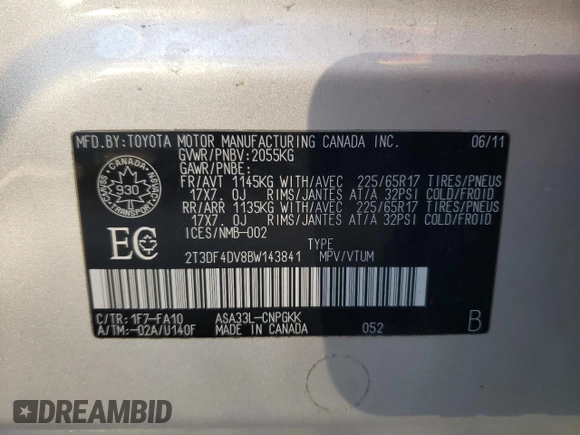 MFD.BY:TOYOTA MOTOR MANUFACTURING CANADA INC. 06/11
GVWR/PNBV:2055KG
GAWR/PNBE:
FR/AVT 1145KG WITH/AVEC 225/65R17 TIRES/PNEUS
17X7.0J RIMS/JANTES AT/A 32PSI COLD/FROID
RR/ARR 1135KG WITH/AVEC 225/65R17 TIRES/PNEUS
17X7.0J RIMS/JANTES AT/A 32PSI COLD/FROID
ICES/NMB-002
CANADA
930
TRANSPORT
EC
TYPE
2T3DF4DV8BW143841 MPV/VTUM
C/TR: 1F7-FA10 ASA33L-CNPGKK
A/TM:-02A/U140F MADE IN CANADA 052 B
DREAMBID